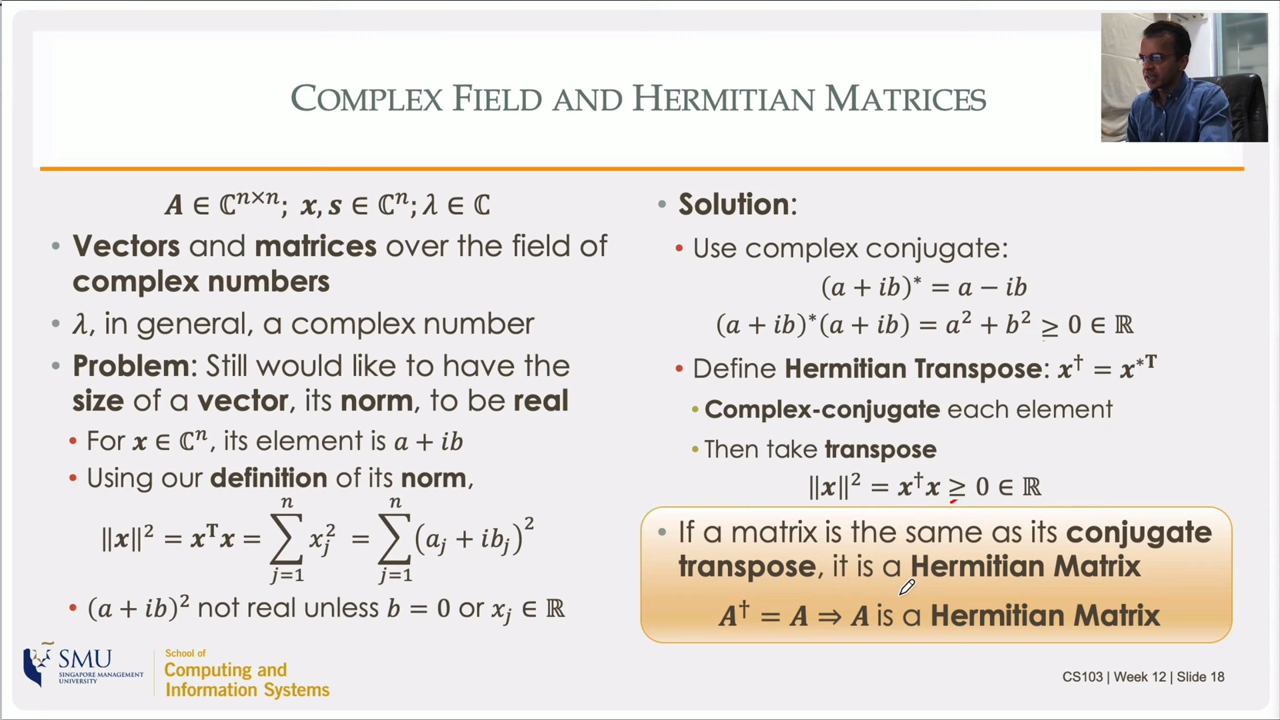 COMPLEX FIELD AND HERMITIAN MATRICES
𝑨 ∈ ℂⁿˣⁿ; 𝒙, 𝒔 ∈ ℂⁿ; λ ∈ ℂ
• Vectors and matrices over the field of
complex numbers
• λ, in general, a complex number
• Problem: Still would like to have the
size of a vector, its norm, to be real
• For 𝒙 ∈ ℂⁿ, its element is a + ib
• Using our definition of its norm,
‖𝒙‖² = 𝒙ᵀ𝒙 = ∑_{j=1}^{n} x_j² = ∑_{j=1}^{n} (a_j + ib_j)²
• (a + ib)² not real unless b = 0 or x_j ∈ ℝ
• Solution:
• Use complex conjugate:
(a + ib)* = a − ib
(a + ib)*(a + ib) = a² + b² ≥ 0 ∈ ℝ
• Define Hermitian Transpose: 𝒙† = 𝒙*ᵀ
• Complex-conjugate each element
• Then take transpose
‖𝒙‖² = 𝒙†𝒙 ≥ 0 ∈ ℝ
• If a matrix is the same as its conjugate
transpose, it is a Hermitian Matrix
𝑨† = 𝑨 ⇒ 𝑨 is a Hermitian Matrix
SMU
SINGAPORE MANAGEMENT
UNIVERSITY
School of
Computing and
Information Systems
CS103 | Week 12 | Slide 18